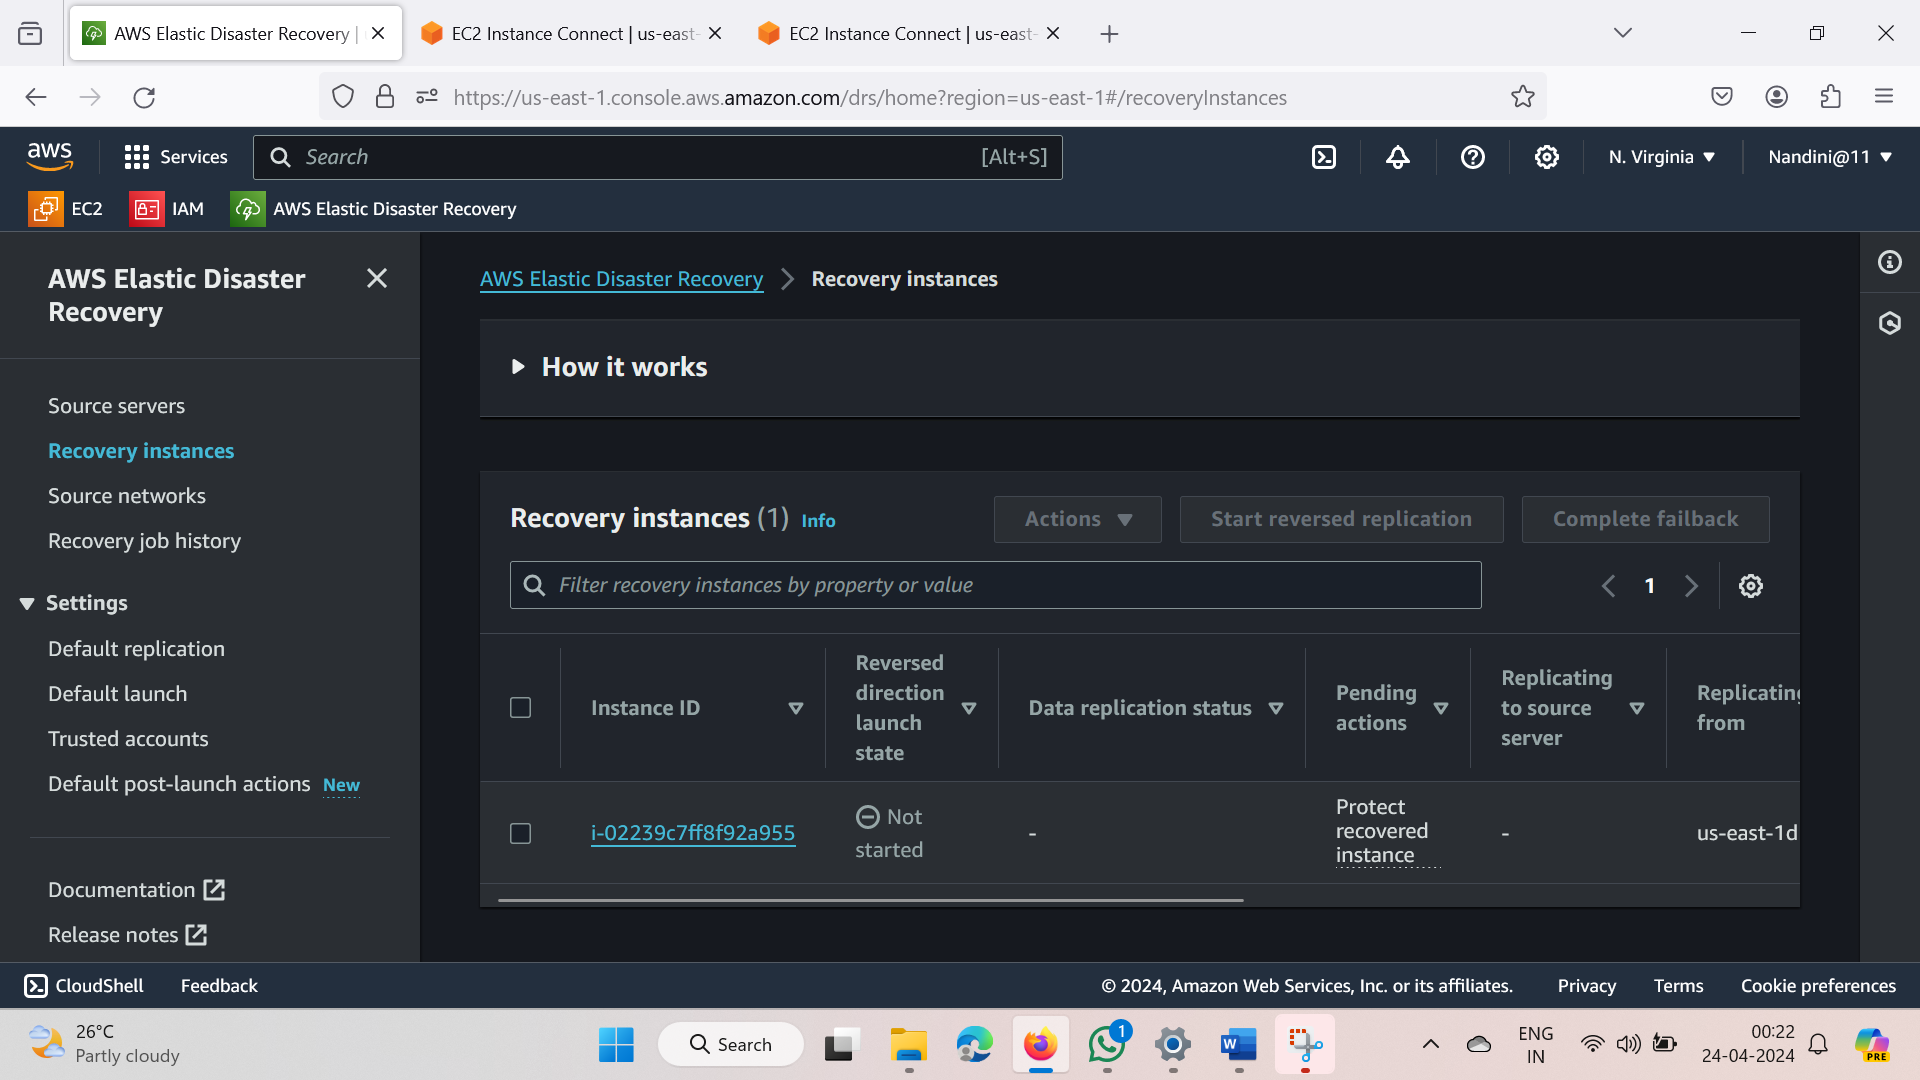 AWS Elastic Disaster Recovery |
EC2 Instance Connect | us-east-
EC2 Instance Connect | us-east-
https://us-east-1.console.aws.amazon.com/drs/home?region=us-east-1#/recoveryInstances
aws
Services
Search
[Alt+S]
N. Virginia
Nandini@11
EC2
IAM
AWS Elastic Disaster Recovery
AWS Elastic Disaster
Recovery
Source servers
Recovery instances
Source networks
Recovery job history
Settings
Default replication
Default launch
Trusted accounts
Default post-launch actions New
Documentation
Release notes
AWS Elastic Disaster Recovery
Recovery instances
How it works
Recovery instances (1) Info
Actions
Start reversed replication
Complete failback
Filter recovery instances by property or value
1
Instance ID
Reversed
direction
launch
state
Data replication status
Pending
actions
Replicating
to source
server
Replicating
from
i-02239c7ff8f92a955
Not
started
-
Protect
recovered
instance
-
us-east-1d
CloudShell
Feedback
© 2024, Amazon Web Services, Inc. or its affiliates.
Privacy
Terms
Cookie preferences
26°C
Partly cloudy
Search
1
W
ENG
IN
00:22
24-04-2024
PRE